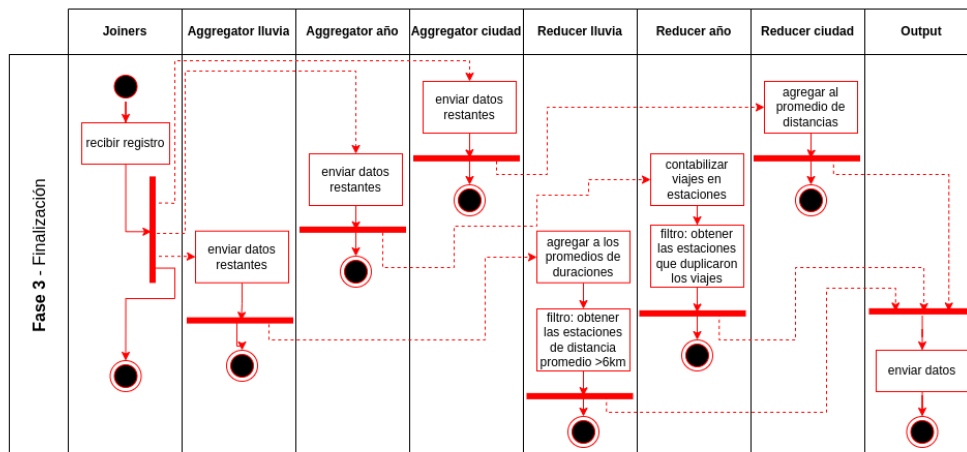 Joiners
Aggregator lluvia
Aggregator año
Aggregator ciudad
Reducer lluvia
Reducer año
Reducer ciudad
Output
Fase 3 - Finalización
recibir registro
enviar datos
restantes
enviar datos
restantes
enviar datos
restantes
agregar a los
promedios de
duraciones
filtro: obtener
las estaciones
de distancia
promedio >6km
contabilizar
viajes en
estaciones
filtro: obtener
las estaciones
que duplicaron
los viajes
agregar al
promedio de
distancias
enviar datos